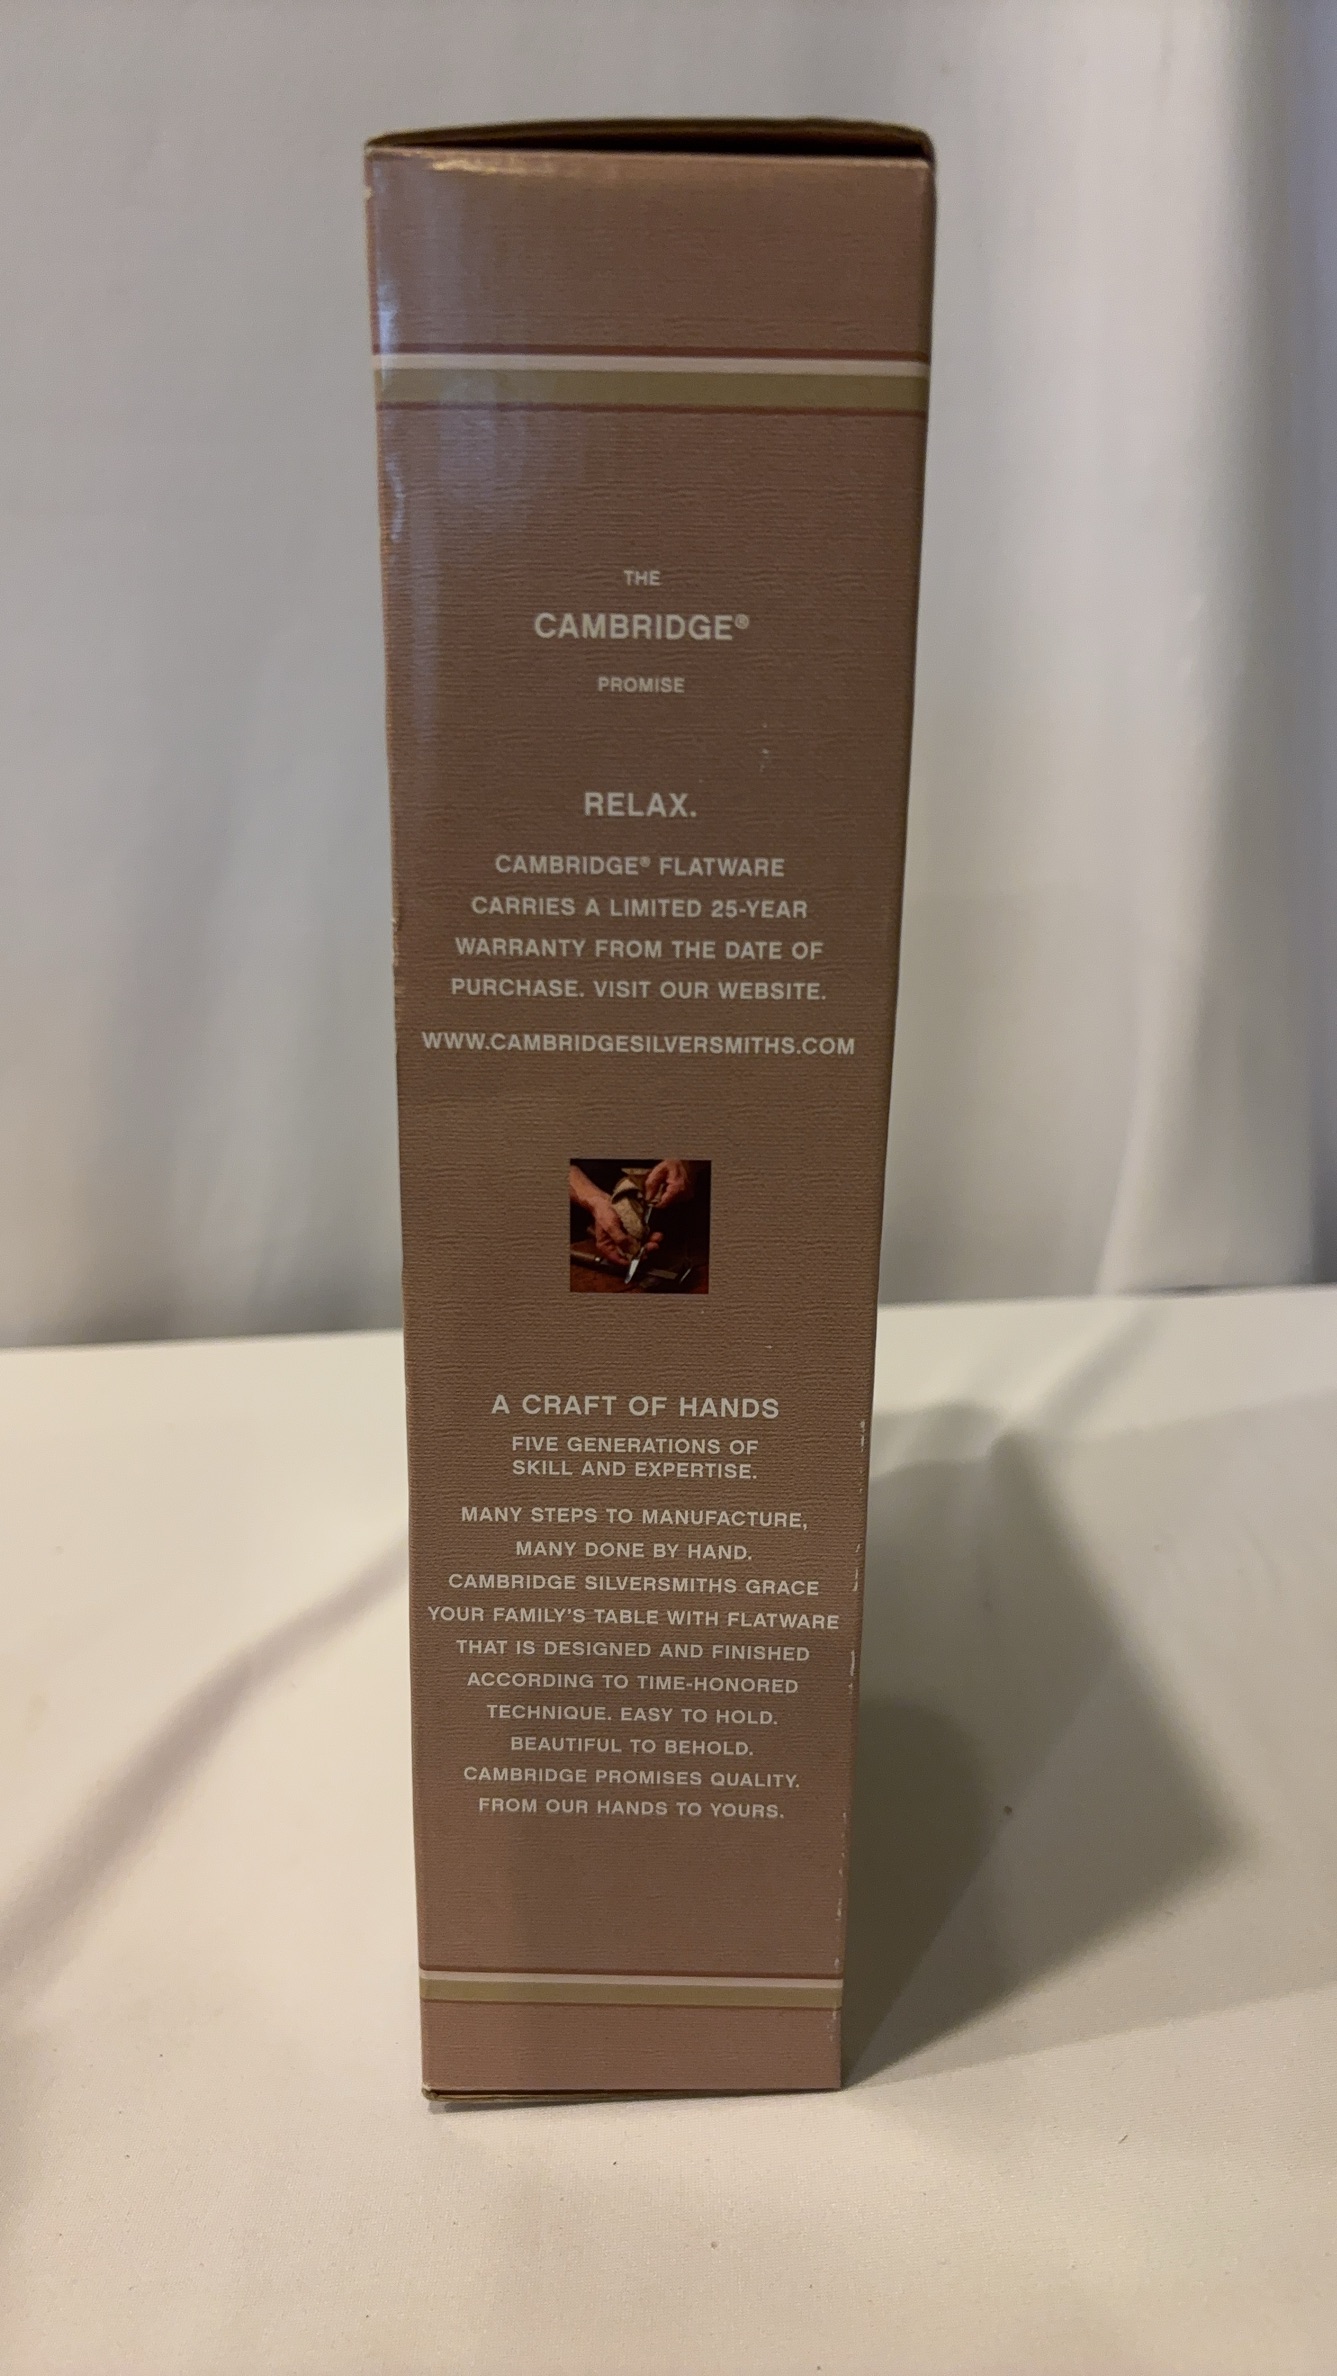 THE
CAMBRIDGE®
PROMISE
RELAX.
CAMBRIDGE® FLATWARE
CARRIES A LIMITED 25-YEAR
WARRANTY FROM THE DATE OF
PURCHASE. VISIT OUR WEBSITE.
WWW.CAMBRIDGESILVERSMITHS.COM
A CRAFT OF HANDS
FIVE GENERATIONS OF
SKILL AND EXPERTISE.
MANY STEPS TO MANUFACTURE,
MANY DONE BY HAND.
CAMBRIDGE SILVERSMITHS GRACE
YOUR FAMILY'S TABLE WITH FLATWARE
THAT IS DESIGNED AND FINISHED
ACCORDING TO TIME-HONORED
TECHNIQUE. EASY TO HOLD.
BEAUTIFUL TO BEHOLD.
CAMBRIDGE PROMISES QUALITY.
FROM OUR HANDS TO YOURS.